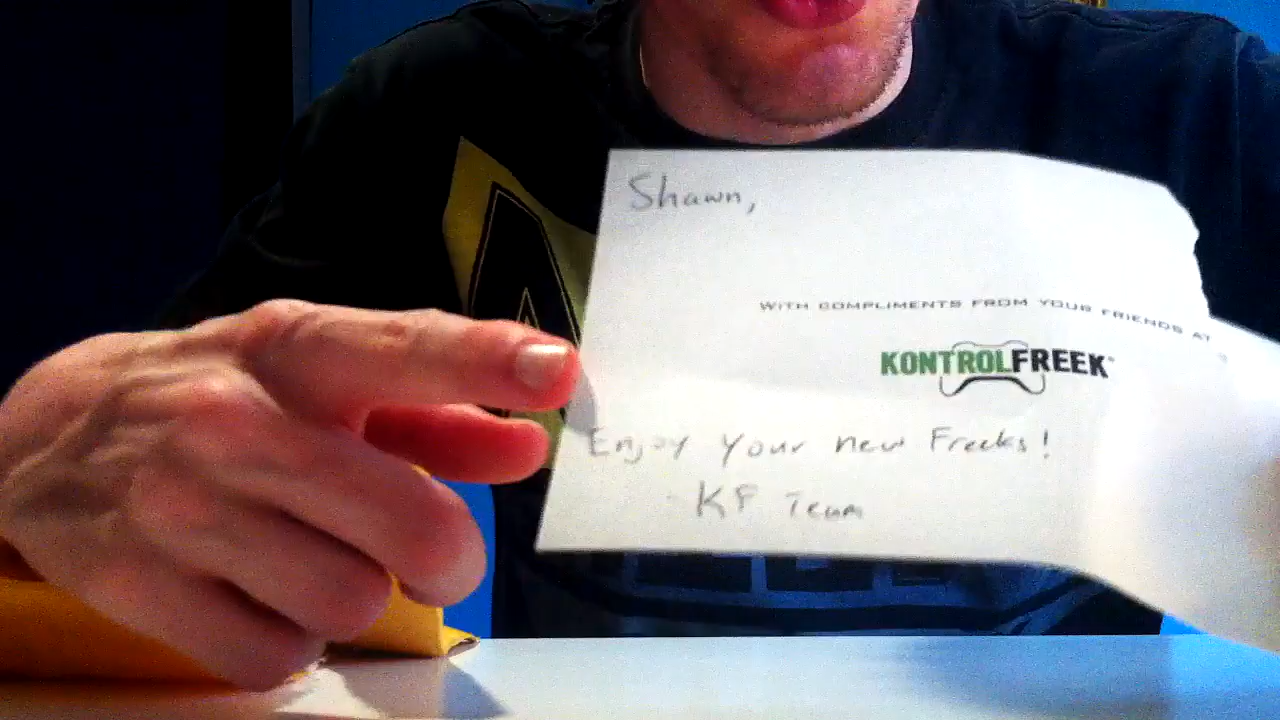 Shawn,
WITH COMPLIMENTS FROM YOUR FRIENDS AT
KONTROLFREEK
Enjoy your new Freeks!
- KF Team